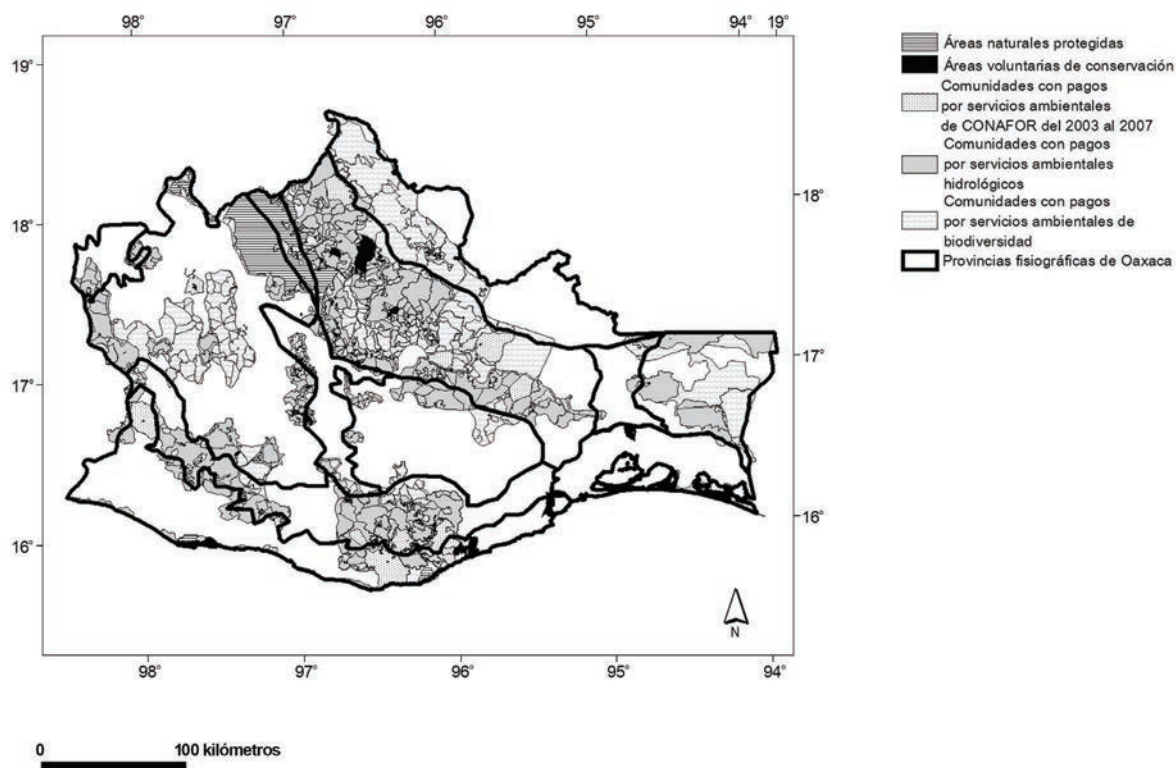 98° 97° 96° 95° 94° 19°
19°
18°
18°
17°
17°
16°
16°
N
98° 97° 96° 95° 94°
0 100 kilómetros
Áreas naturales protegidas
Áreas voluntarias de conservación
Comunidades con pagos
por servicios ambientales
de CONAFOR del 2003 al 2007
Comunidades con pagos
por servicios ambientales
hidrológicos
Comunidades con pagos
por servicios ambientales de
biodiversidad
Provincias fisiográficas de Oaxaca